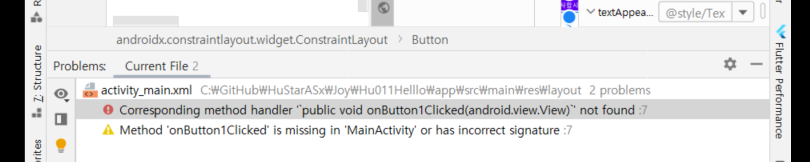 textAppea... @style/Tex
androidx.constraintlayout.widget.ConstraintLayout > Button
Problems: Current File 2
activity_main.xml C:₩GitHub₩HuStarASx₩Joy₩Hu011Helllo₩app₩src₩main₩res₩layout 2 problems
Corresponding method handler '`public void onButton1Clicked(android.view.View)`' not found :7
Method 'onButton1Clicked' is missing in 'MainActivity' or has incorrect signature :7
Z: Structure
rites
Flutter Performance